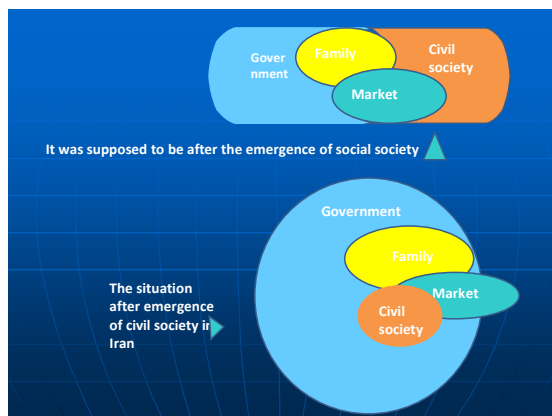 Gover
nment
Family
Civil
society
Market
It was supposed to be after the emergence of social society
Government
Family
Market
Civil
society
The situation
after emergence
of civil society in
Iran